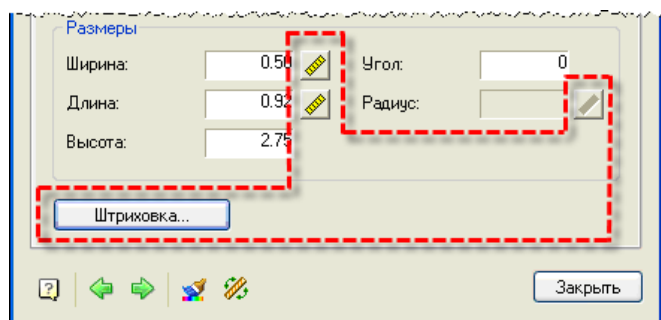 Размеры
Ширина: 0.50 Угол: 0
Длина: 0.92 Радиус:
Высота: 2.75
Штриховка...
Закрыть